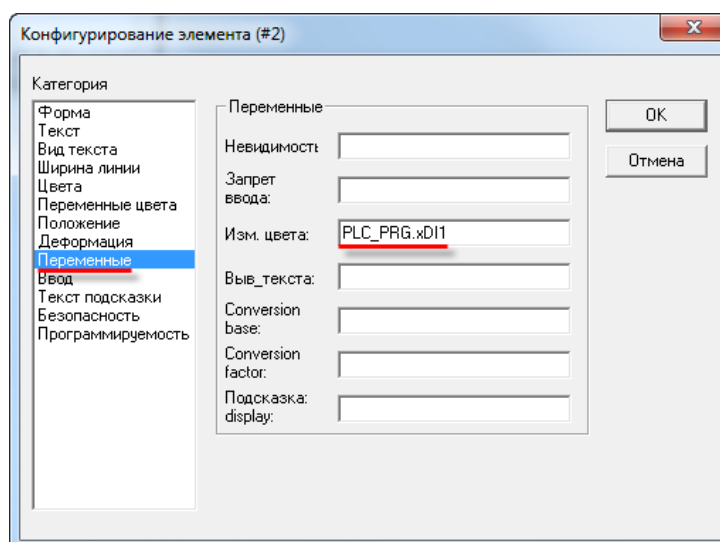 Конфигурирование элемента (#2)
Категория
Форма
Текст
Вид текста
Ширина линии
Цвета
Переменные цвета
Положение
Деформация
Переменные
Ввод
Текст подсказки
Безопасность
Программируемость
Переменные
Невидимость
Запрет
ввода:
Изм. цвета:
PLC_PRG.xDI1
Выв_текста:
Conversion
base:
Conversion
factor:
Подсказка:
display:
OK
Отмена